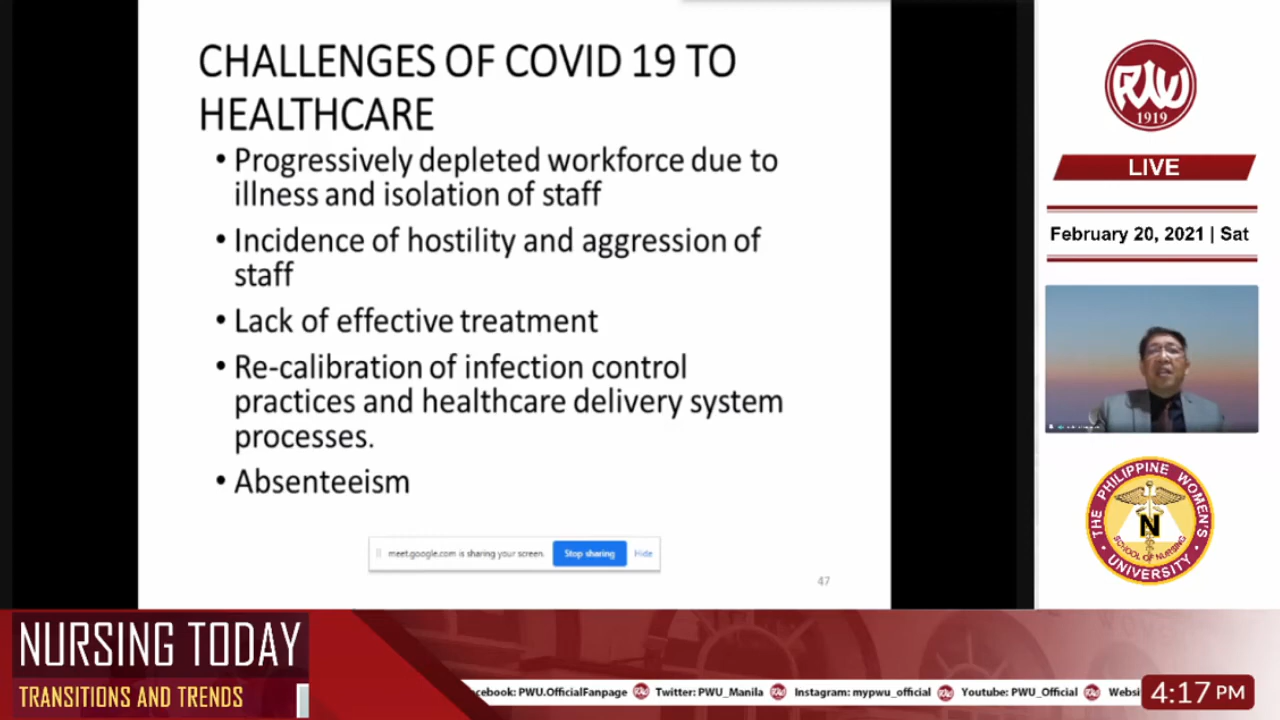 CHALLENGES OF COVID 19 TO
HEALTHCARE
• Progressively depleted workforce due to
illness and isolation of staff
• Incidence of hostility and aggression of
staff
• Lack of effective treatment
• Re-calibration of infection control
practices and healthcare delivery system
processes.
• Absenteeism
meet.google.com is sharing your screen.
Stop sharing
Hide
47
PWU
1919
LIVE
February 20, 2021 | Sat
THE PHILIPPINE WOMEN'S
UNIVERSITY
N
SCHOOL OF NURSING
NURSING TODAY
TRANSITIONS AND TRENDS
cebook: PWU.OfficialFanpage
Twitter: PWU_Manila
Instagram: mypwu_official
Youtube: PWU_Official
Websi
4:17 PM